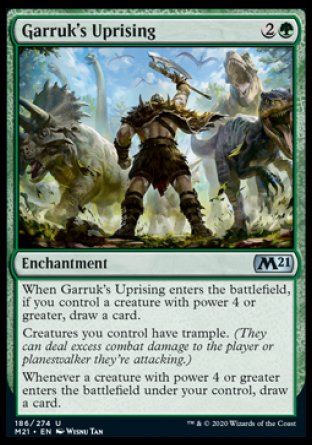 Garruk's Uprising 2
Enchantment M21
When Garruk's Uprising enters the battlefield,
if you control a creature with power 4 or
greater, draw a card.
Creatures you control have trample. (They
can deal excess combat damage to the player or
planeswalker they're attacking.)
Whenever a creature with power 4 or greater
enters the battlefield under your control, draw
a card.
186/274 U
M21 • EN Wisnu Tan ™ & © 2020 Wizards of the Coast